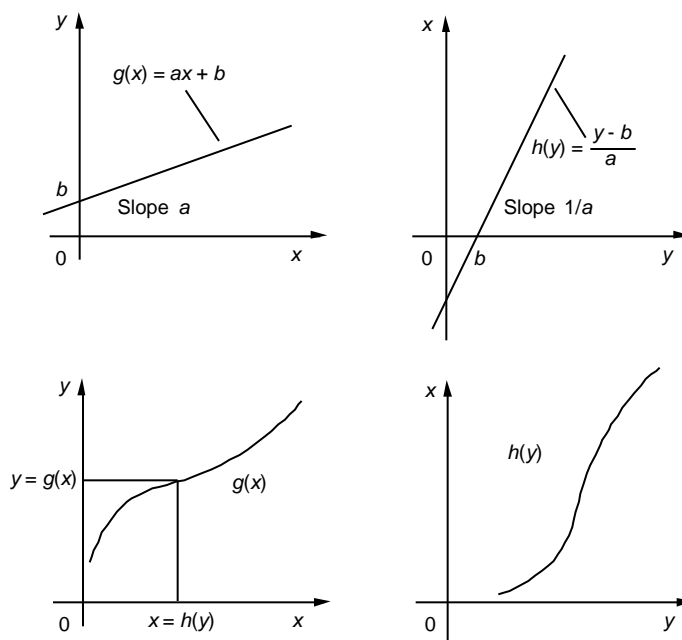 y
g(x) = ax + b
b
Slope a
0
x
x
h(y) = y - b / a
Slope 1/a
0
b
y
y
y = g(x)
g(x)
0
x = h(y)
x
x
h(y)
0
y